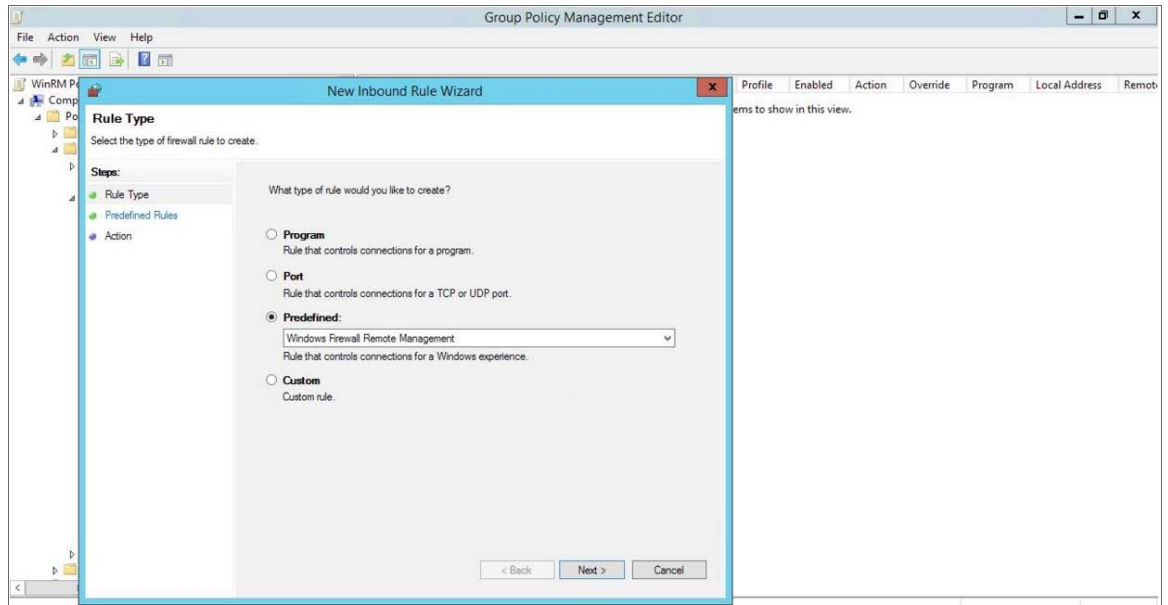 Group Policy Management Editor
File Action View Help
WinRM Po
Comp
Po
New Inbound Rule Wizard
Profile Enabled Action Override Program Local Address Remot
ems to show in this view.
Rule Type
Select the type of firewall rule to create.
Steps:
Rule Type
Predefined Rules
Action
What type of rule would you like to create?
Program
Rule that controls connections for a program.
Port
Rule that controls connections for a TCP or UDP port.
Predefined:
Windows Firewall Remote Management
Rule that controls connections for a Windows experience.
Custom
Custom rule.
< Back Next > Cancel